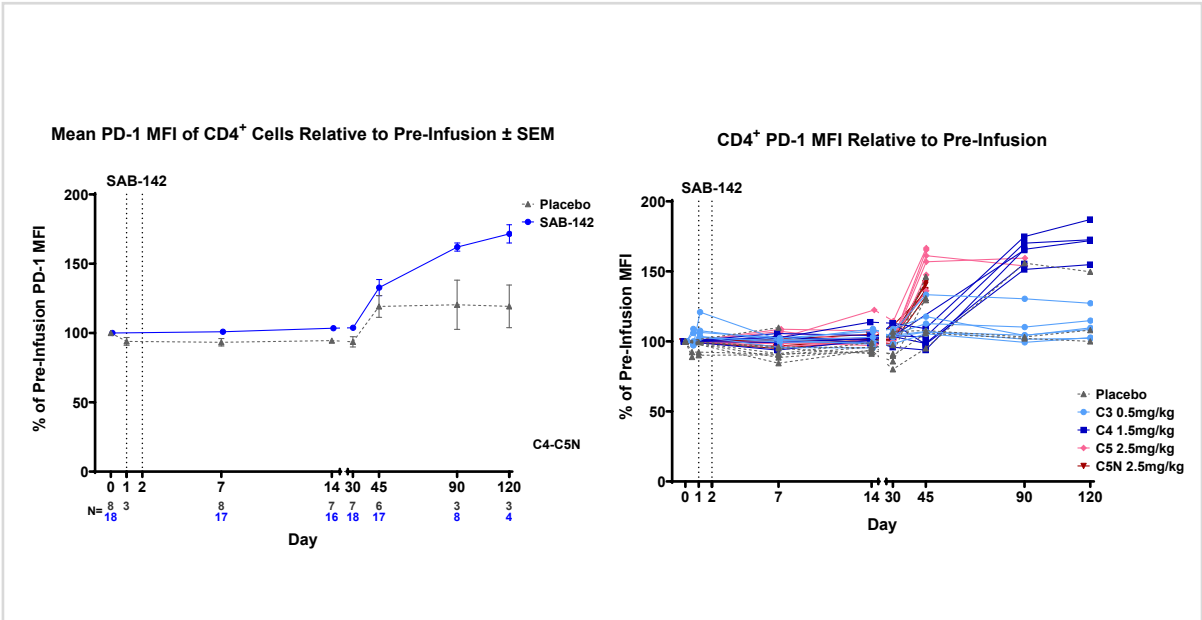 Mean PD-1 MFI of CD4+ Cells Relative to Pre-Infusion ± SEM
SAB-142
200
150
100
50
0
% of Pre-Infusion PD-1 MFI
Placebo
SAB-142
C4-C5N
0 1 2 7 14 30 45 90 120
N= 8 3 8 7 7 6 3 3
18 17 16 18 17 8 4
Day
CD4+ PD-1 MFI Relative to Pre-Infusion
SAB-142
200
150
100
50
0
% of Pre-Infusion MFI
Placebo
C3 0.5mg/kg
C4 1.5mg/kg
C5 2.5mg/kg
C5N 2.5mg/kg
0 1 2 7 14 30 45 90 120
Day